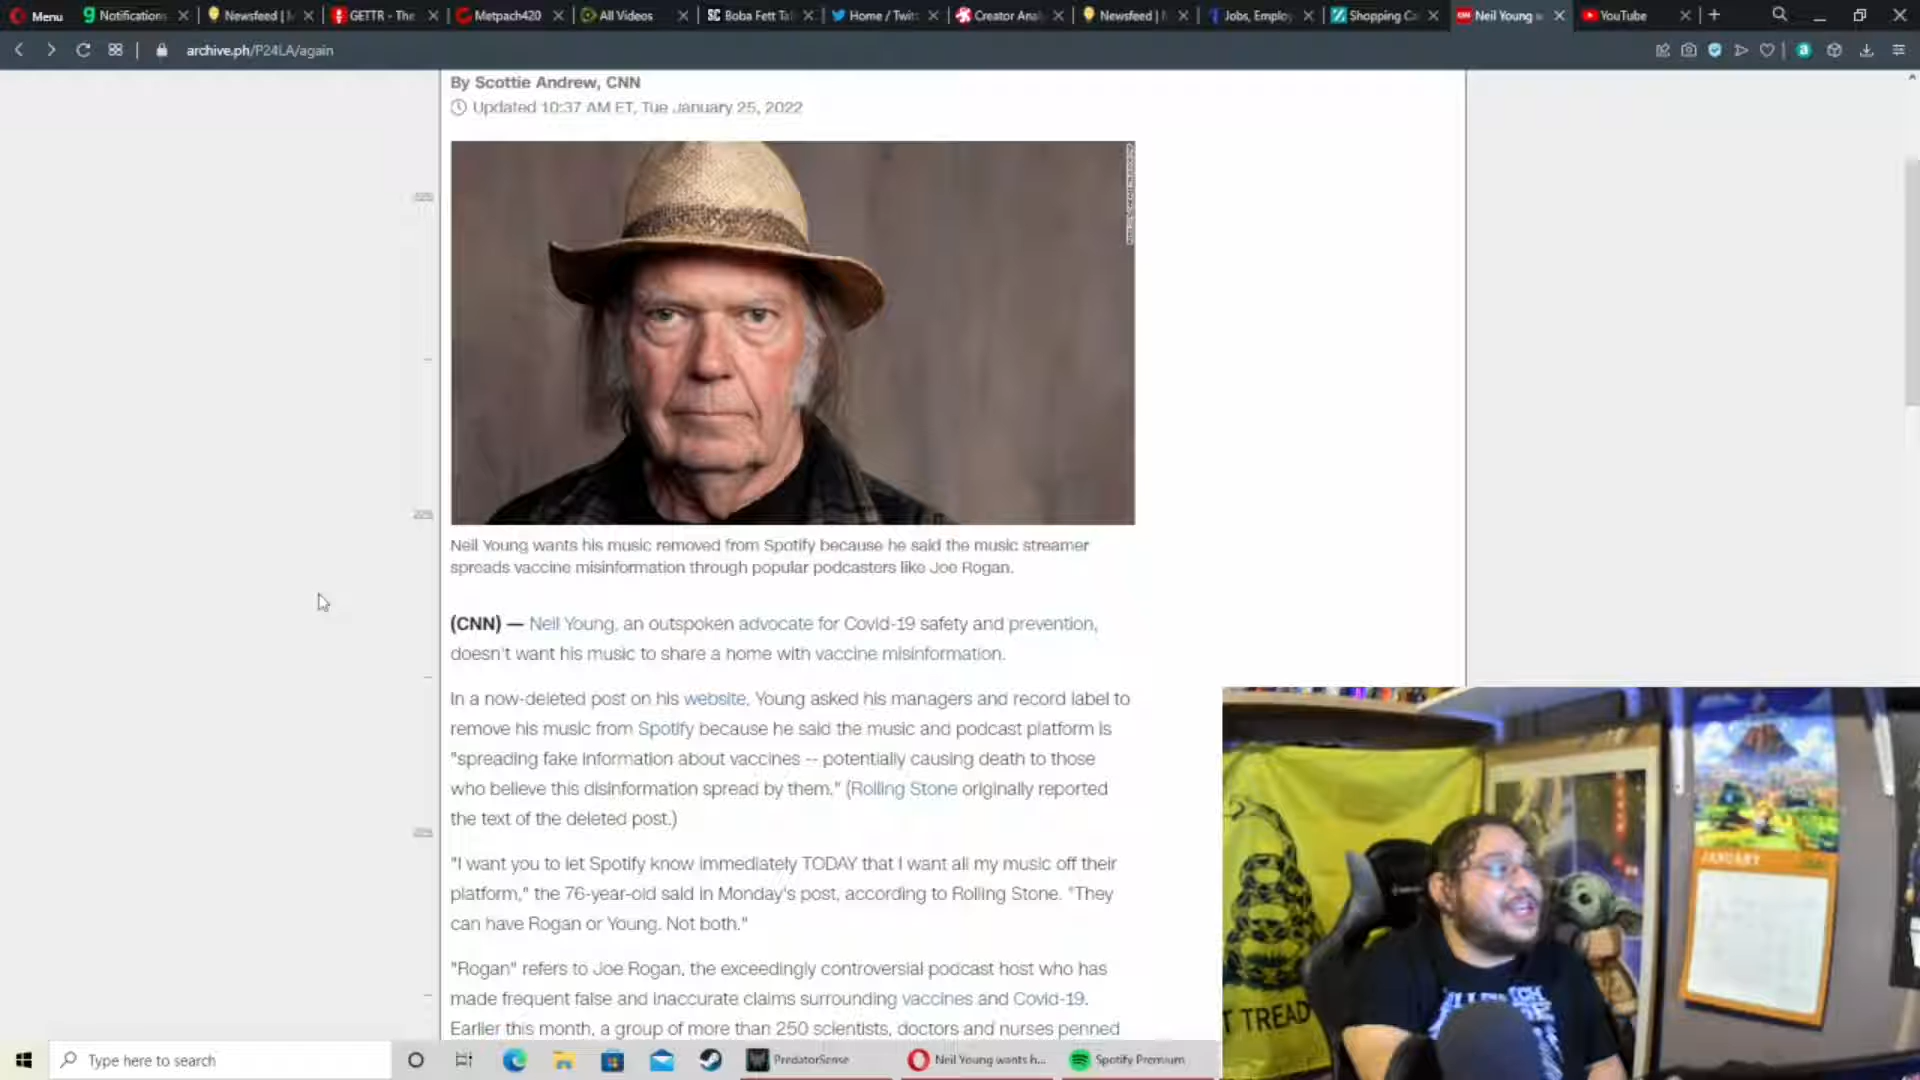 Menu
Notifications
Newsfeed | M
GETTR - The
Metpach420
All Videos
Boba Fett Ta
Home / Twit
Creator Ana
Newsfeed |
Jobs, Emplo
Shopping Ca
Neil Young w
YouTube
archive.ph/P24LA/again
By Scottie Andrew, CNN
Updated 10:37 AM ET, Tue January 25, 2022
Neil Young wants his music removed from Spotify because he said the music streamer
spreads vaccine misinformation through popular podcasters like Joe Rogan.
(CNN) — Neil Young, an outspoken advocate for Covid-19 safety and prevention,
doesn't want his music to share a home with vaccine misinformation.
In a now-deleted post on his website, Young asked his managers and record label to
remove his music from Spotify because he said the music and podcast platform is
"spreading fake information about vaccines -- potentially causing death to those
who believe this disinformation spread by them." (Rolling Stone originally reported
the text of the deleted post.)
"I want you to let Spotify know immediately TODAY that I want all my music off their
platform," the 76-year-old said in Monday's post, according to Rolling Stone. "They
can have Rogan or Young. Not both."
"Rogan" refers to Joe Rogan, the exceedingly controversial podcast host who has
made frequent false and inaccurate claims surrounding vaccines and Covid-19.
Earlier this month, a group of more than 250 scientists, doctors and nurses penned
JANUARY
T TREAD
Type here to search
PredatorSense
Neil Young wants h...
Spotify Premium